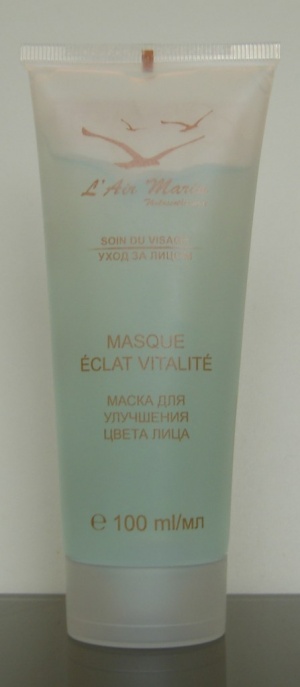 L'Air Marin
SOIN DU VISAGE
УХОД ЗА ЛИЦОМ
MASQUE
ÉCLAT VITALITÉ
МАСКА ДЛЯ
УЛУЧШЕНИЯ
ЦВЕТА ЛИЦА
℮ 100 ml/мл